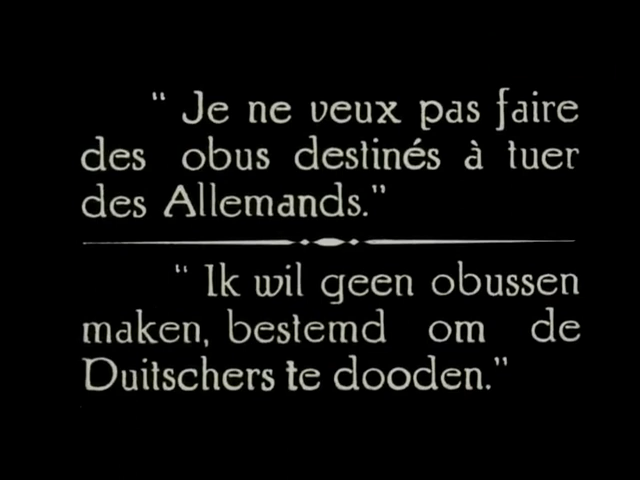 " Je ne veux pas faire
des obus destinés à tuer
des Allemands."
" Ik wil geen obussen
maken, bestemd om de
Duitschers te dooden."